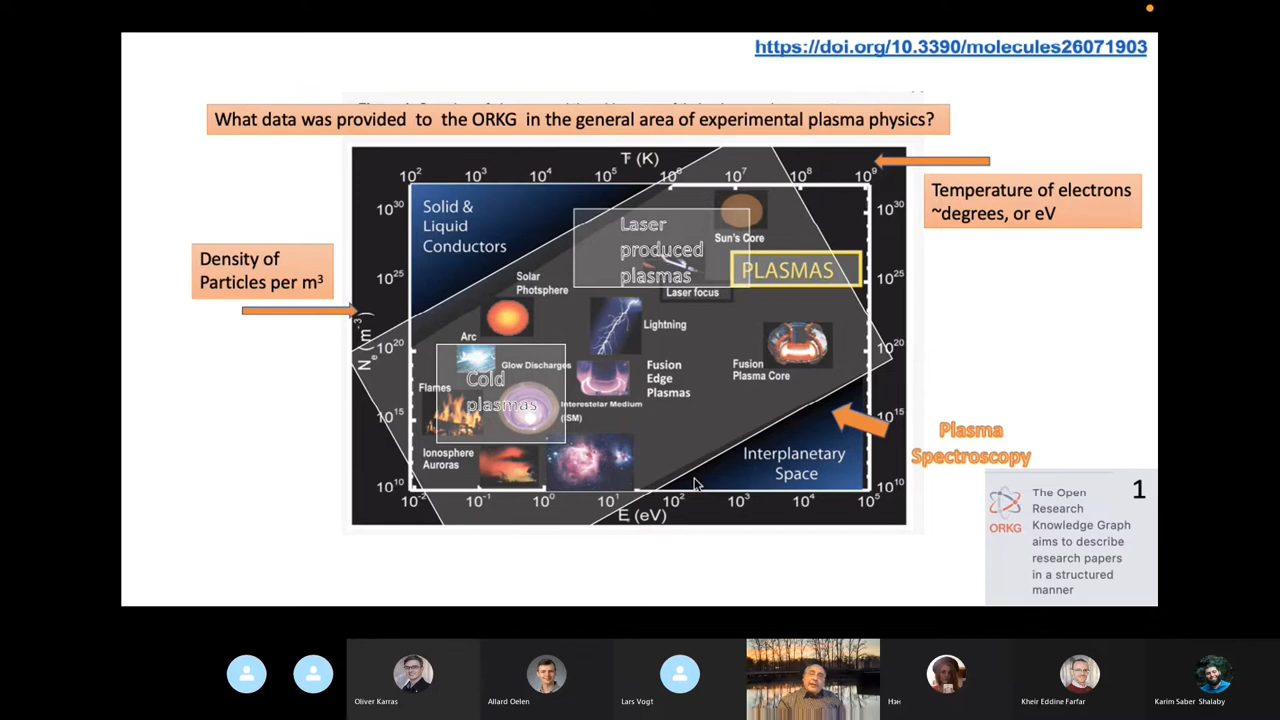 https://doi.org/10.3390/molecules26071903
What data was provided to the ORKG in the general area of experimental plasma physics?
T (K)
10² 10³ 10⁴ 10⁵ 10⁶ 10⁷ 10⁸ 10⁹
Temperature of electrons
~degrees, or eV
Density of
Particles per m³
Nₑ (m⁻³)
10³⁰
10²⁵
10²⁰
10¹⁵
10¹⁰
Solid &
Liquid
Conductors
Laser
produced
plasmas
Sun's Core
PLASMAS
Laser focus
Solar
Photsphere
Lightning
Arc
Glow Discharges
Cold
plasmas
Flames
Fusion
Edge
Plasmas
Fusion
Plasma Core
Interestelar Medium
(ISM)
Ionosphere
Auroras
Interplanetary
Space
10³⁰
10²⁵
10²⁰
10¹⁵
10¹⁰
10⁻² 10⁻¹ 10⁰ 10¹ 10² 10³ 10⁴ 10⁵
E (eV)
Plasma
Spectroscopy
1
ORKG
The Open
Research
Knowledge Graph
aims to describe
research papers
in a structured
manner
Oliver Karras
Allard Oelen
Lars Vogt
Нэн
Kheir Eddine Farfar
Karim Saber
Shalaby